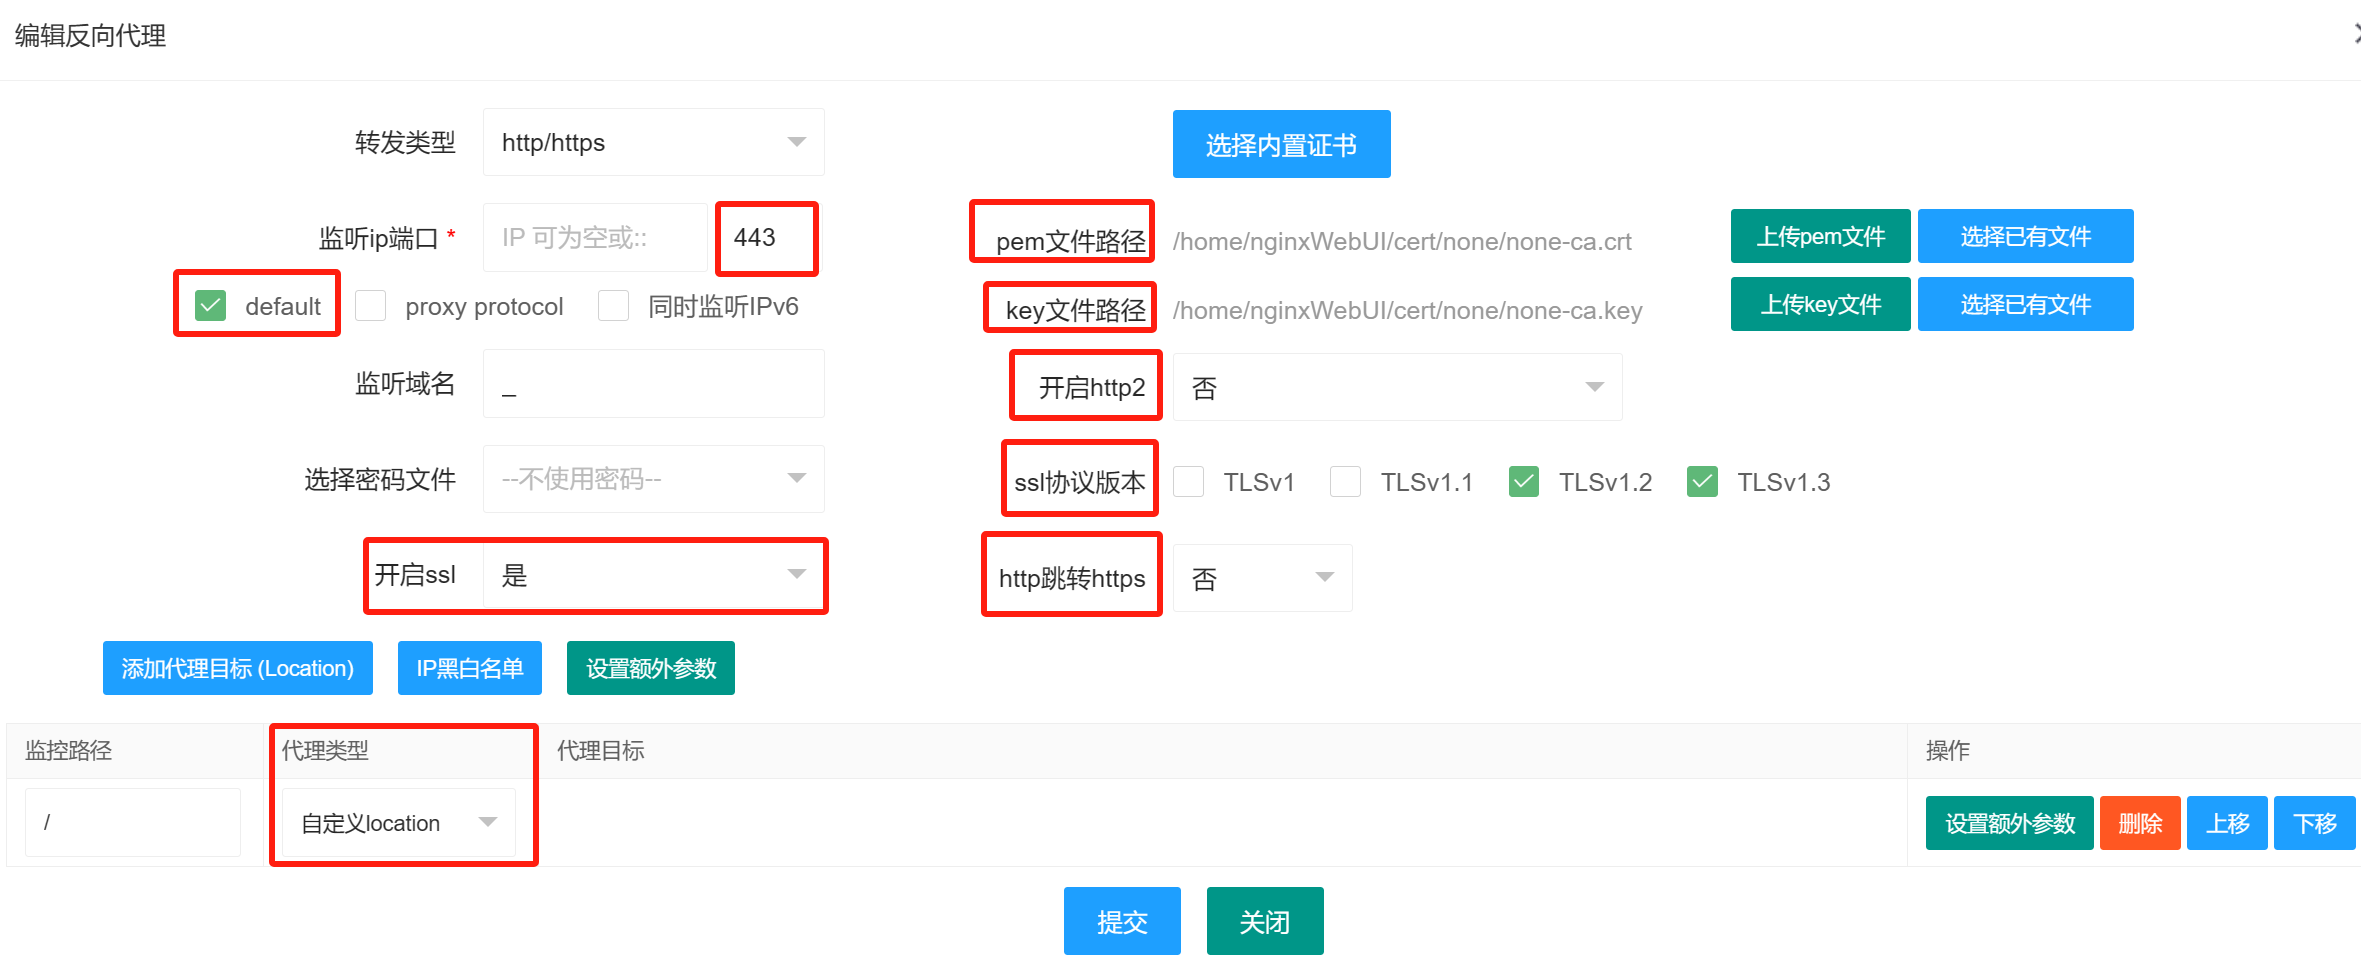 编辑反向代理
转发类型 http/https
选择内置证书
监听ip端口 * IP 可为空或:: 443
pem文件路径 /home/nginxWebUI/cert/none/none-ca.crt 上传pem文件 选择已有文件
default proxy protocol 同时监听IPv6
key文件路径 /home/nginxWebUI/cert/none/none-ca.key 上传key文件 选择已有文件
监听域名 _
开启http2 否
选择密码文件 --不使用密码--
ssl协议版本 TLSv1 TLSv1.1 TLSv1.2 TLSv1.3
开启ssl 是
http跳转https 否
添加代理目标 (Location) IP黑白名单 设置额外参数
监控路径 代理类型 代理目标 操作
/ 自定义location 设置额外参数 删除 上移 下移
提交 关闭